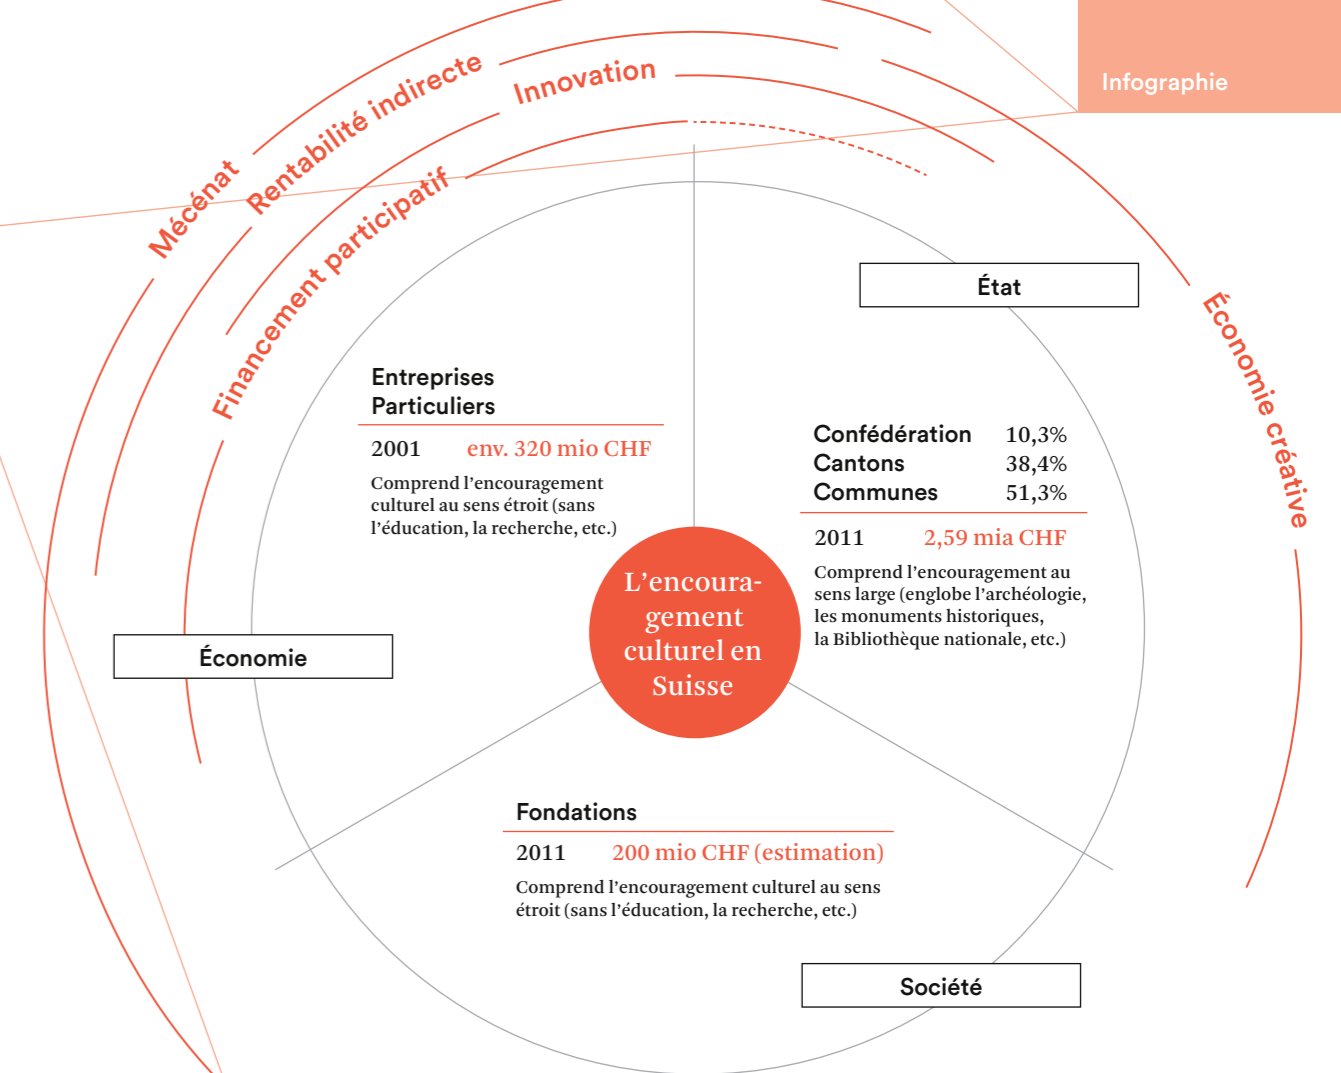 Infographie
Mécénat
Rentabilité indirecte
Innovation
Financement participatif
Économie créative
État
Entreprises
Particuliers
2001 env. 320 mio CHF
Comprend l’encouragement
culturel au sens étroit (sans
l’éducation, la recherche, etc.)
Confédération 10,3%
Cantons 38,4%
Communes 51,3%
2011 2,59 mia CHF
Comprend l’encouragement au
sens large (englobe l’archéologie,
les monuments historiques,
la Bibliothèque nationale, etc.)
L’encoura-
gement
culturel en
Suisse
Économie
Fondations
2011 200 mio CHF (estimation)
Comprend l’encouragement culturel au sens
étroit (sans l’éducation, la recherche, etc.)
Société